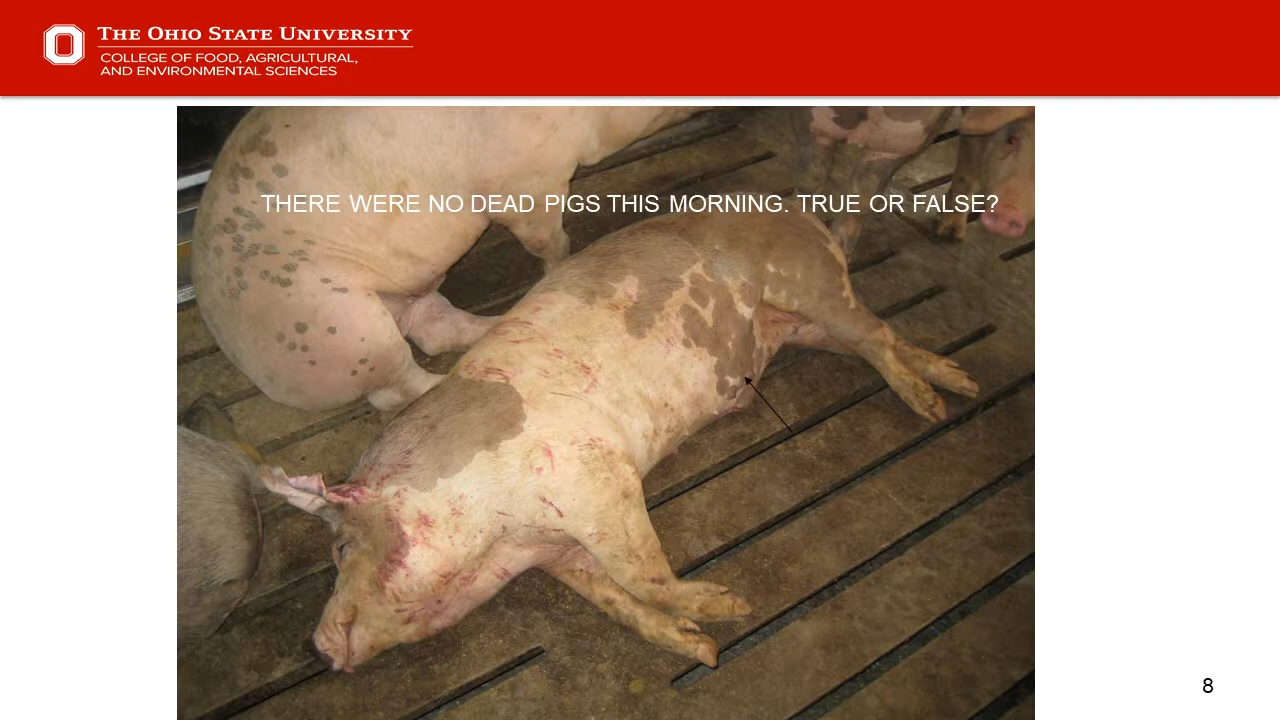 THE OHIO STATE UNIVERSITY
COLLEGE OF FOOD, AGRICULTURAL,
AND ENVIRONMENTAL SCIENCES
THERE WERE NO DEAD PIGS THIS MORNING. TRUE OR FALSE?
8